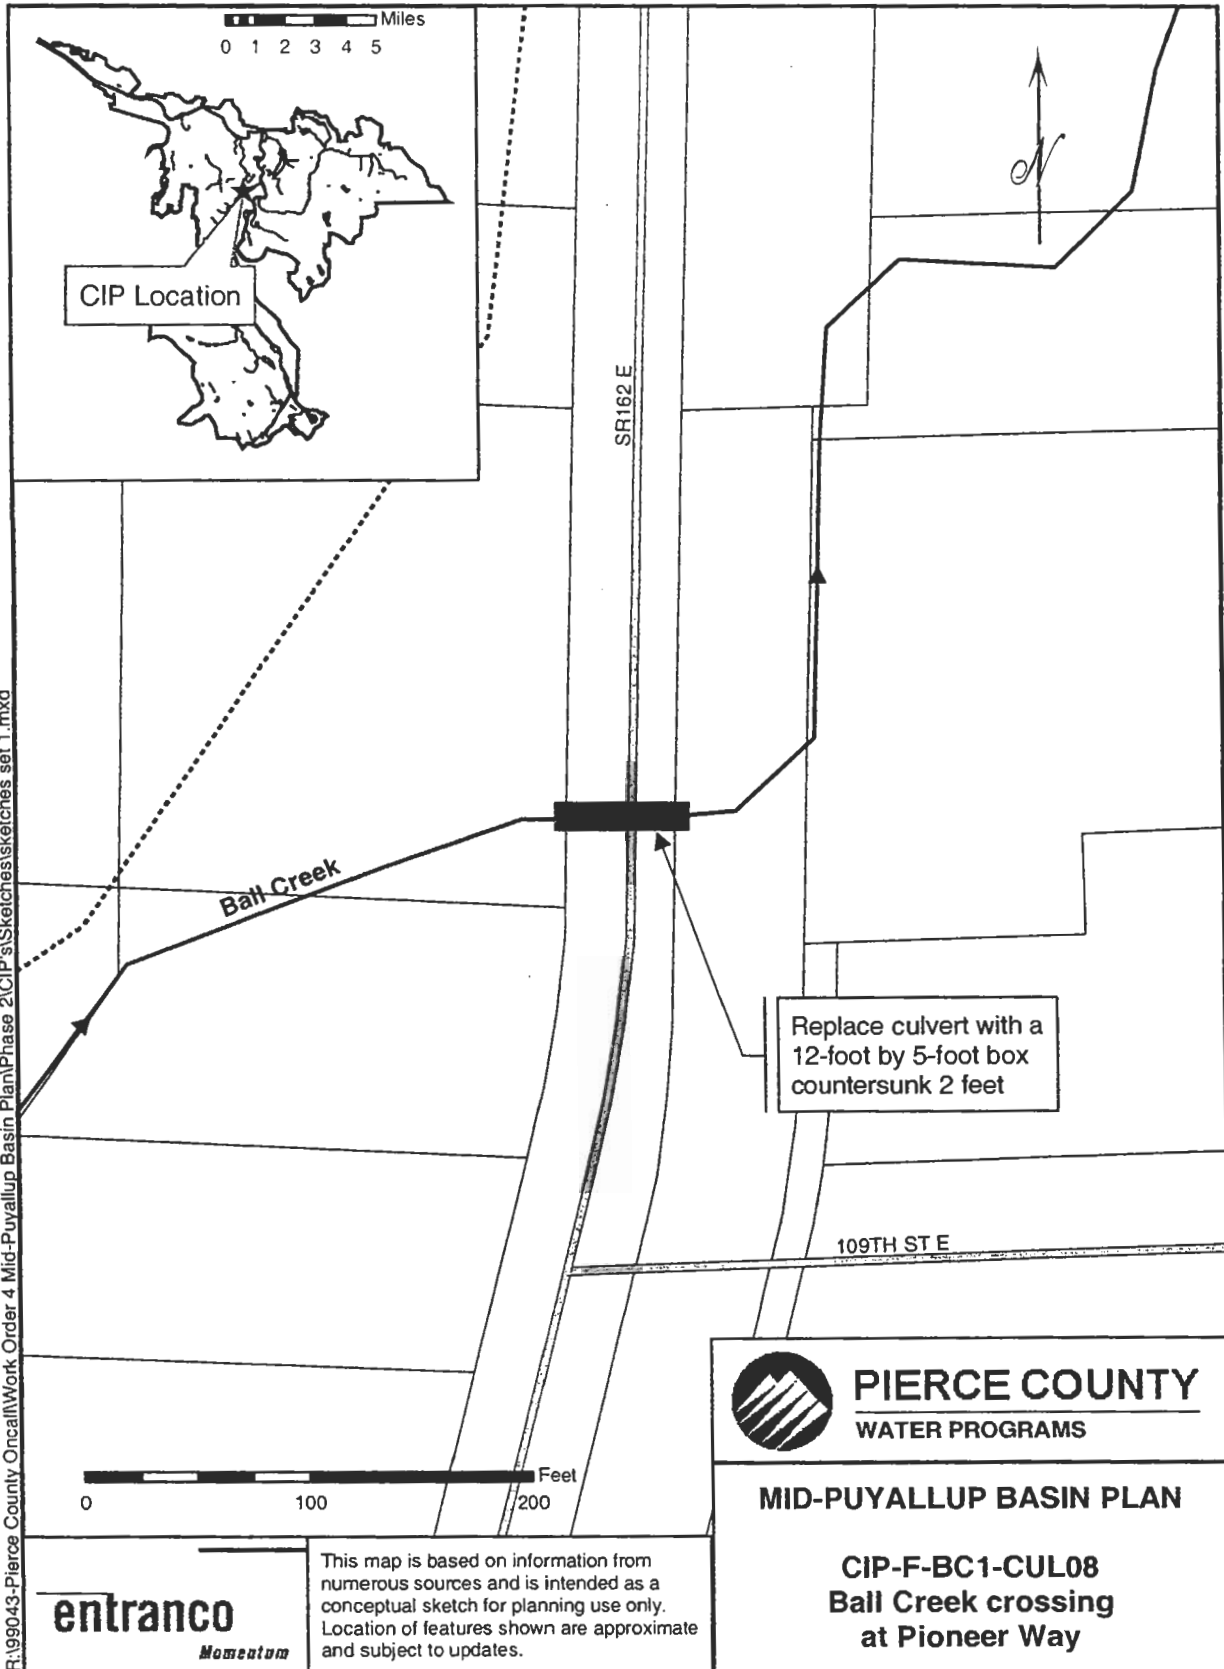 Miles
0 1 2 3 4 5
N
CIP Location
SR162 E
Ball Creek
Replace culvert with a
12-foot by 5-foot box
countersunk 2 feet
109TH ST E
Feet
0 100 200
R:\99043-Pierce County Oncall\Work Order 4 Mid-Puyallup Basin Plan\Phase 2\CIP's\Sketches\sketches set 1.mxd
entranco
Momentum
This map is based on information from
numerous sources and is intended as a
conceptual sketch for planning use only.
Location of features shown are approximate
and subject to updates.
PIERCE COUNTY
WATER PROGRAMS
MID-PUYALLUP BASIN PLAN
CIP-F-BC1-CUL08
Ball Creek crossing
at Pioneer Way